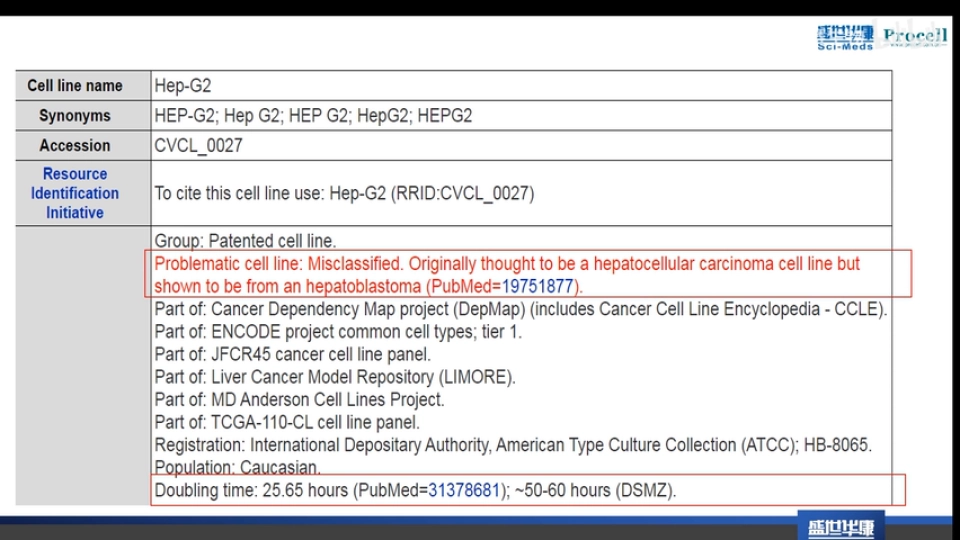 盛世华康
Sci-Meds
Procell
Cell line name
Hep-G2
Synonyms
HEP-G2; Hep G2; HEP G2; HepG2; HEPG2
Accession
CVCL_0027
Resource
Identification
Initiative
To cite this cell line use: Hep-G2 (RRID:CVCL_0027)
Group: Patented cell line.
Problematic cell line: Misclassified. Originally thought to be a hepatocellular carcinoma cell line but
shown to be from an hepatoblastoma (PubMed=19751877).
Part of: Cancer Dependency Map project (DepMap) (includes Cancer Cell Line Encyclopedia - CCLE).
Part of: ENCODE project common cell types; tier 1.
Part of: JFCR45 cancer cell line panel.
Part of: Liver Cancer Model Repository (LIMORE).
Part of: MD Anderson Cell Lines Project.
Part of: TCGA-110-CL cell line panel.
Registration: International Depositary Authority, American Type Culture Collection (ATCC); HB-8065.
Population: Caucasian.
Doubling time: 25.65 hours (PubMed=31378681); ~50-60 hours (DSMZ).
盛世华康